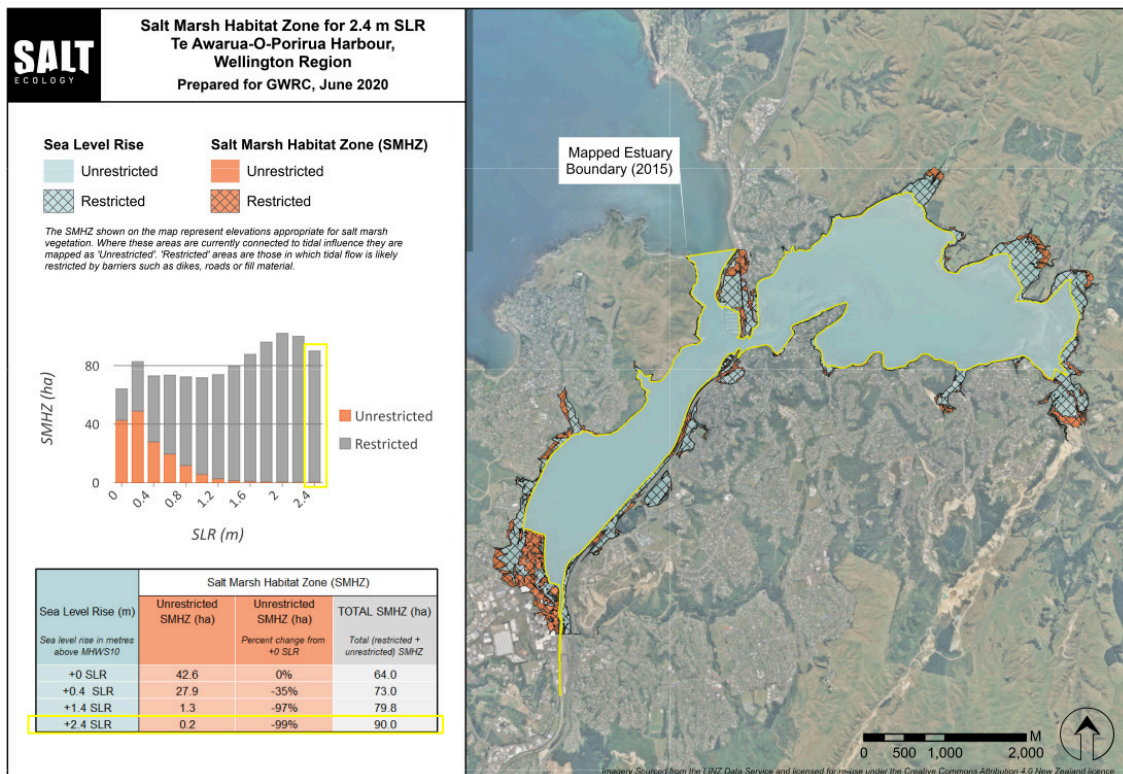 SALT
ECOLOGY
Salt Marsh Habitat Zone for 2.4 m SLR
Te Awarua-O-Porirua Harbour,
Wellington Region
Prepared for GWRC, June 2020
Sea Level Rise
Unrestricted
Restricted
Salt Marsh Habitat Zone (SMHZ)
Unrestricted
Restricted
The SMHZ shown on the map represent elevations appropriate for salt marsh
vegetation. Where these areas are currently connected to tidal influence they are
mapped as 'Unrestricted'. 'Restricted' areas are those in which tidal flow is likely
restricted by barriers such as dikes, roads or fill material.
SMHZ (ha)
80
40
0
0 0.4 0.8 1.2 1.6 2 2.4
SLR (m)
Unrestricted
Restricted
Salt Marsh Habitat Zone (SMHZ)
Sea Level Rise (m)
Sea level rise in metres
above MHWS10
Unrestricted
SMHZ (ha)
Unrestricted
SMHZ (ha)
Percent change from
+0 SLR
TOTAL SMHZ (ha)
Total (restricted +
unrestricted) SMHZ
+0 SLR 42.6 0% 64.0
+0.4 SLR 27.9 -35% 73.0
+1.4 SLR 1.3 -97% 79.8
+2.4 SLR 0.2 -99% 90.0
Mapped Estuary
Boundary (2015)
M
0 500 1,000 2,000
Imagery Sourced from the LINZ Data Service and licensed for re-use under the Creative Commons Attribution 4.0 New Zealand licence